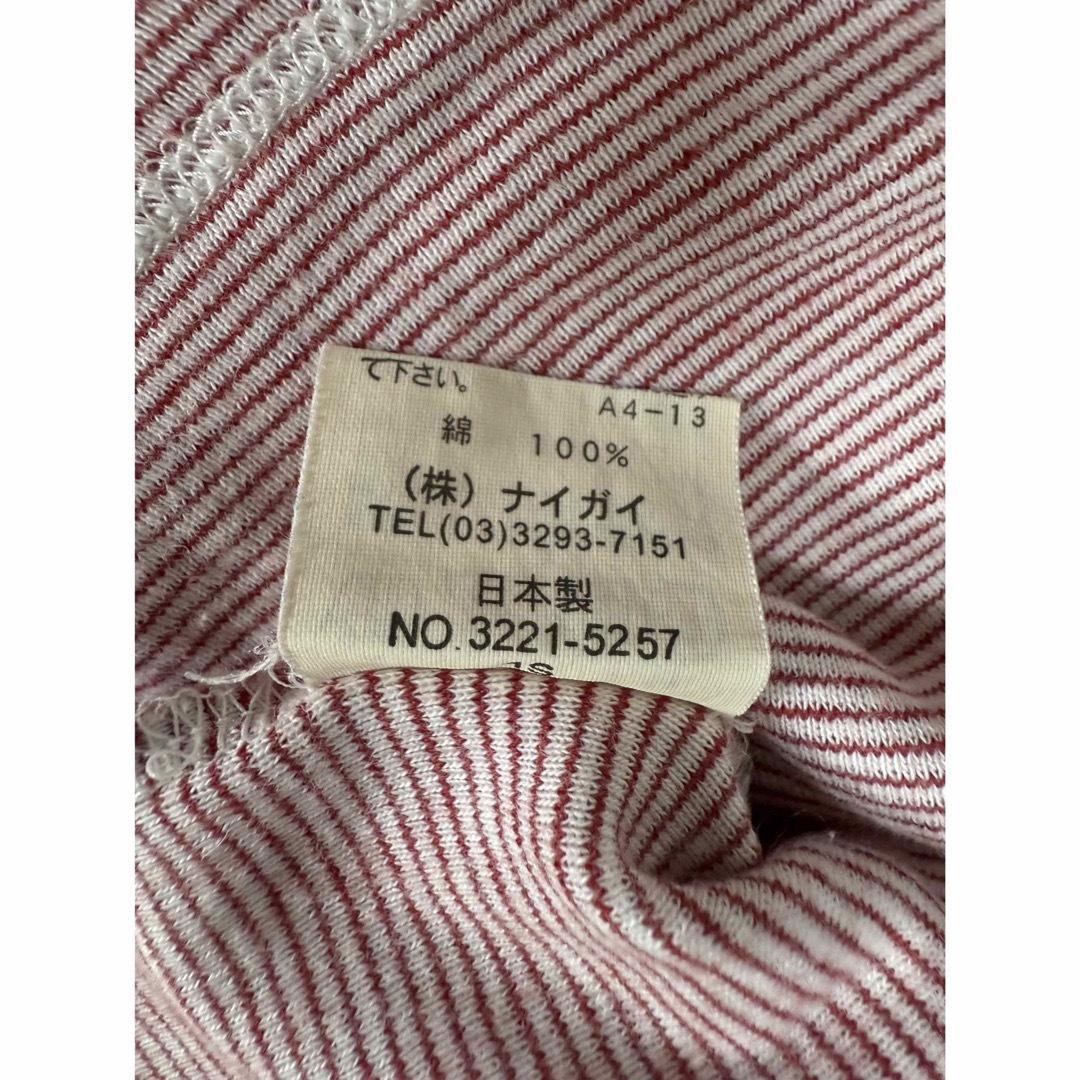 て下さい。
A4-13
綿 100%
(株) ナイガイ
TEL(03)3293-7151
日本製
NO.3221-5257